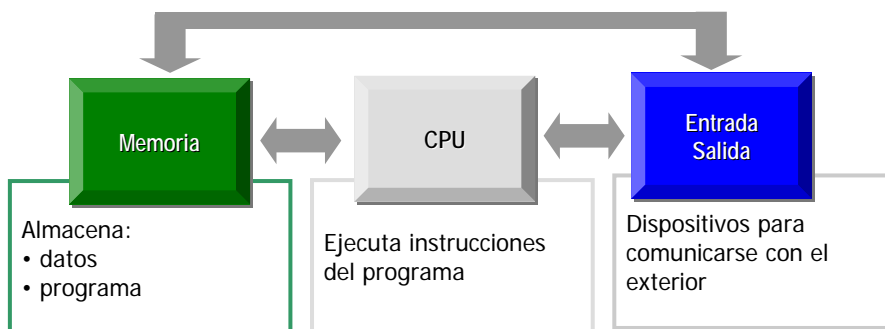 Memoria
CPU
Entrada
Salida
Almacena:
• datos
• programa
Ejecuta instrucciones
del programa
Dispositivos para
comunicarse con el
exterior